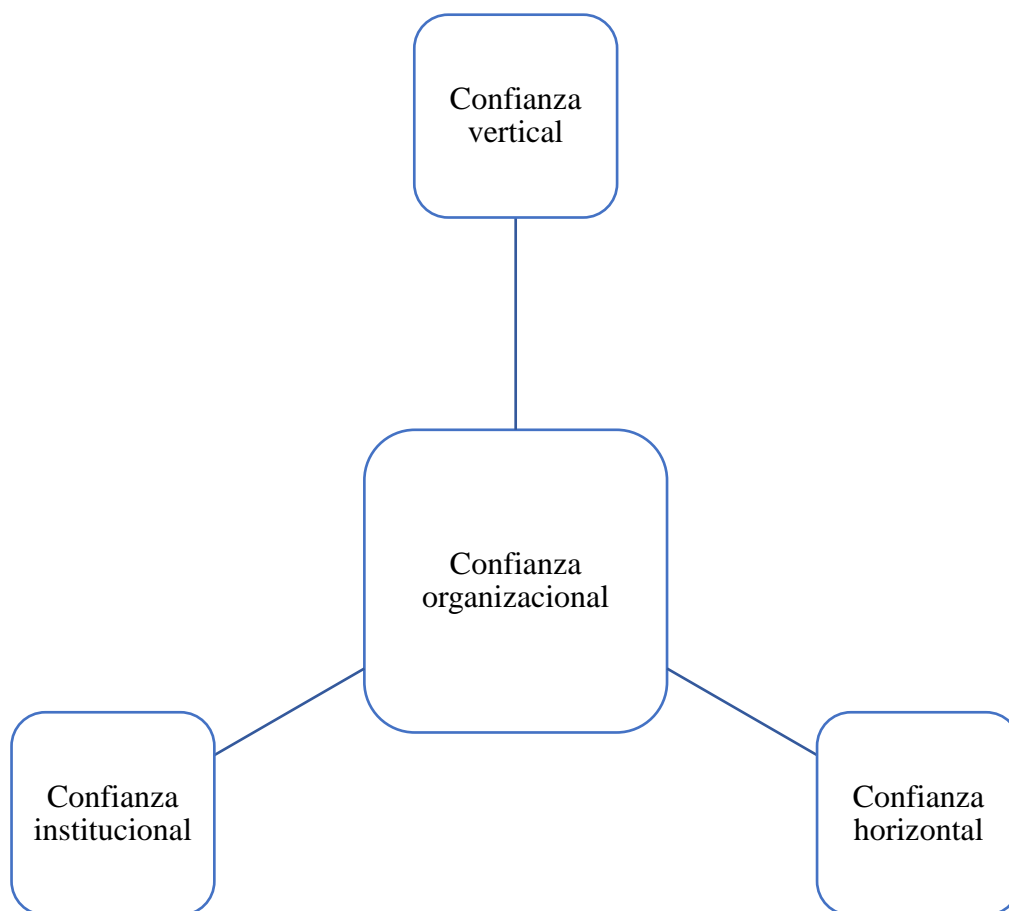 Confianza
vertical
Confianza
organizacional
Confianza
institucional
Confianza
horizontal